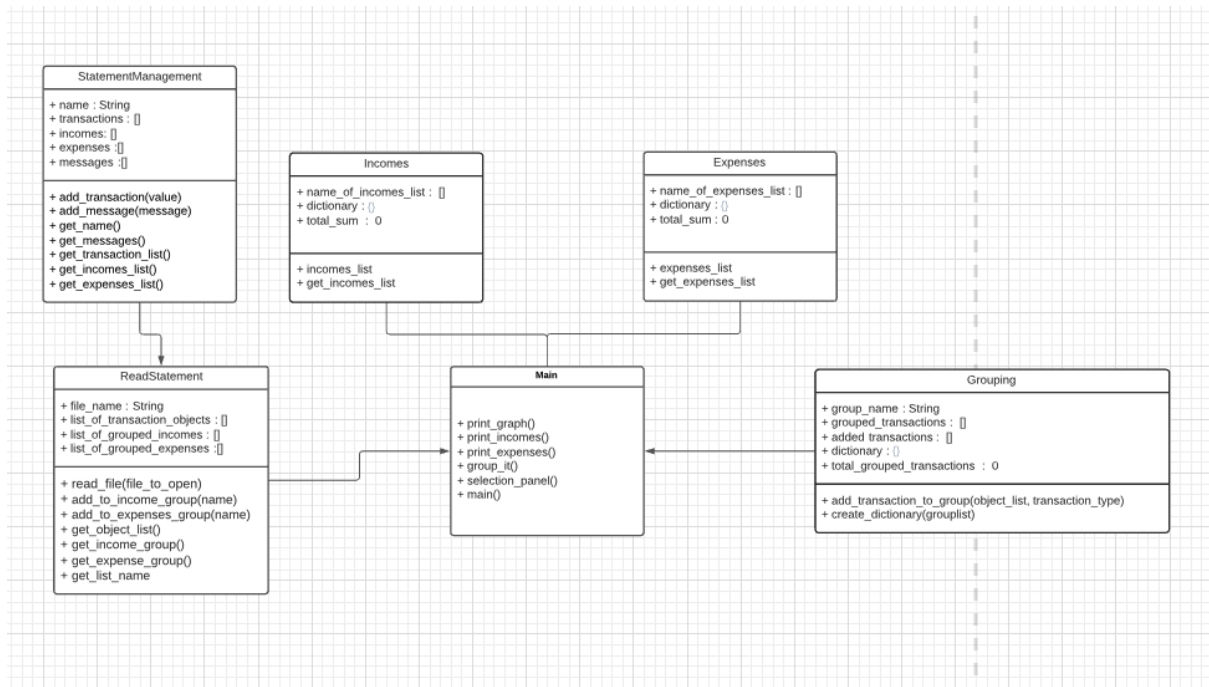 StatementManagement
+ name : String
+ transactions : []
+ incomes: []
+ expenses :[]
+ messages :[]
+ add_transaction(value)
+ add_message(message)
+ get_name()
+ get_messages()
+ get_transaction_list()
+ get_incomes_list()
+ get_expenses_list()
Incomes
+ name_of_incomes_list : []
+ dictionary : {}
+ total_sum : 0
+ incomes_list
+ get_incomes_list
Expenses
+ name_of_expenses_list : []
+ dictionary : {}
+ total_sum : 0
+ expenses_list
+ get_expenses_list
ReadStatement
+ file_name : String
+ list_of_transaction_objects : []
+ list_of_grouped_incomes : []
+ list_of_grouped_expenses :[]
+ read_file(file_to_open)
+ add_to_income_group(name)
+ add_to_expenses_group(name)
+ get_object_list()
+ get_income_group()
+ get_expense_group()
+ get_list_name
Main
+ print_graph()
+ print_incomes()
+ print_expenses()
+ group_it()
+ selection_panel()
+ main()
Grouping
+ group_name : String
+ grouped_transactions : []
+ added transactions : []
+ dictionary : {}
+ total_grouped_transactions : 0
+ add_transaction_to_group(object_list, transaction_type)
+ create_dictionary(grouplist)